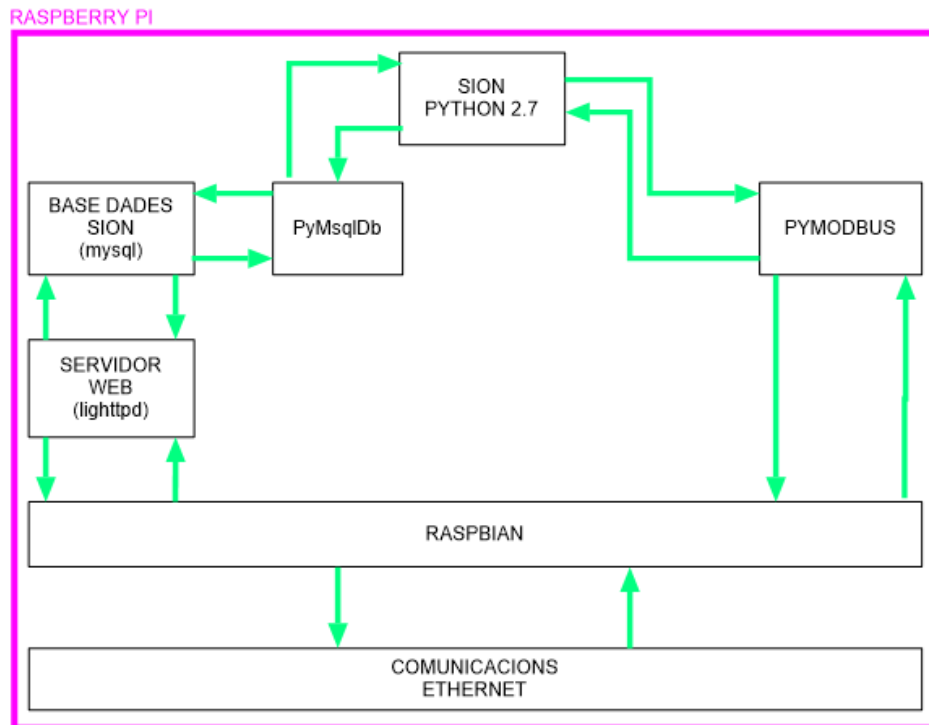 RASPBERRY PI
SION
PYTHON 2.7
BASE DADES
SION
(mysql)
PyMsqlDb
PYMODBUS
SERVIDOR
WEB
(lighttpd)
RASPBIAN
COMUNICACIONS
ETHERNET